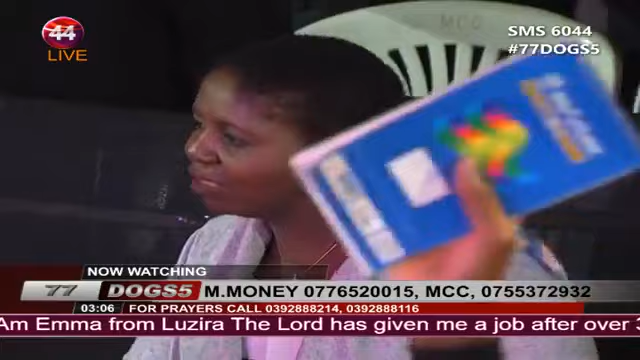 44
LIVE
MCC
SMS 6044
#77DOGS5
NOW WATCHING
77 DOGS5 M.MONEY 0776520015, MCC, 0755372932
03:06 FOR PRAYERS CALL 0392888214, 0392888116
Am Emma from Luzira The Lord has given me a job after over